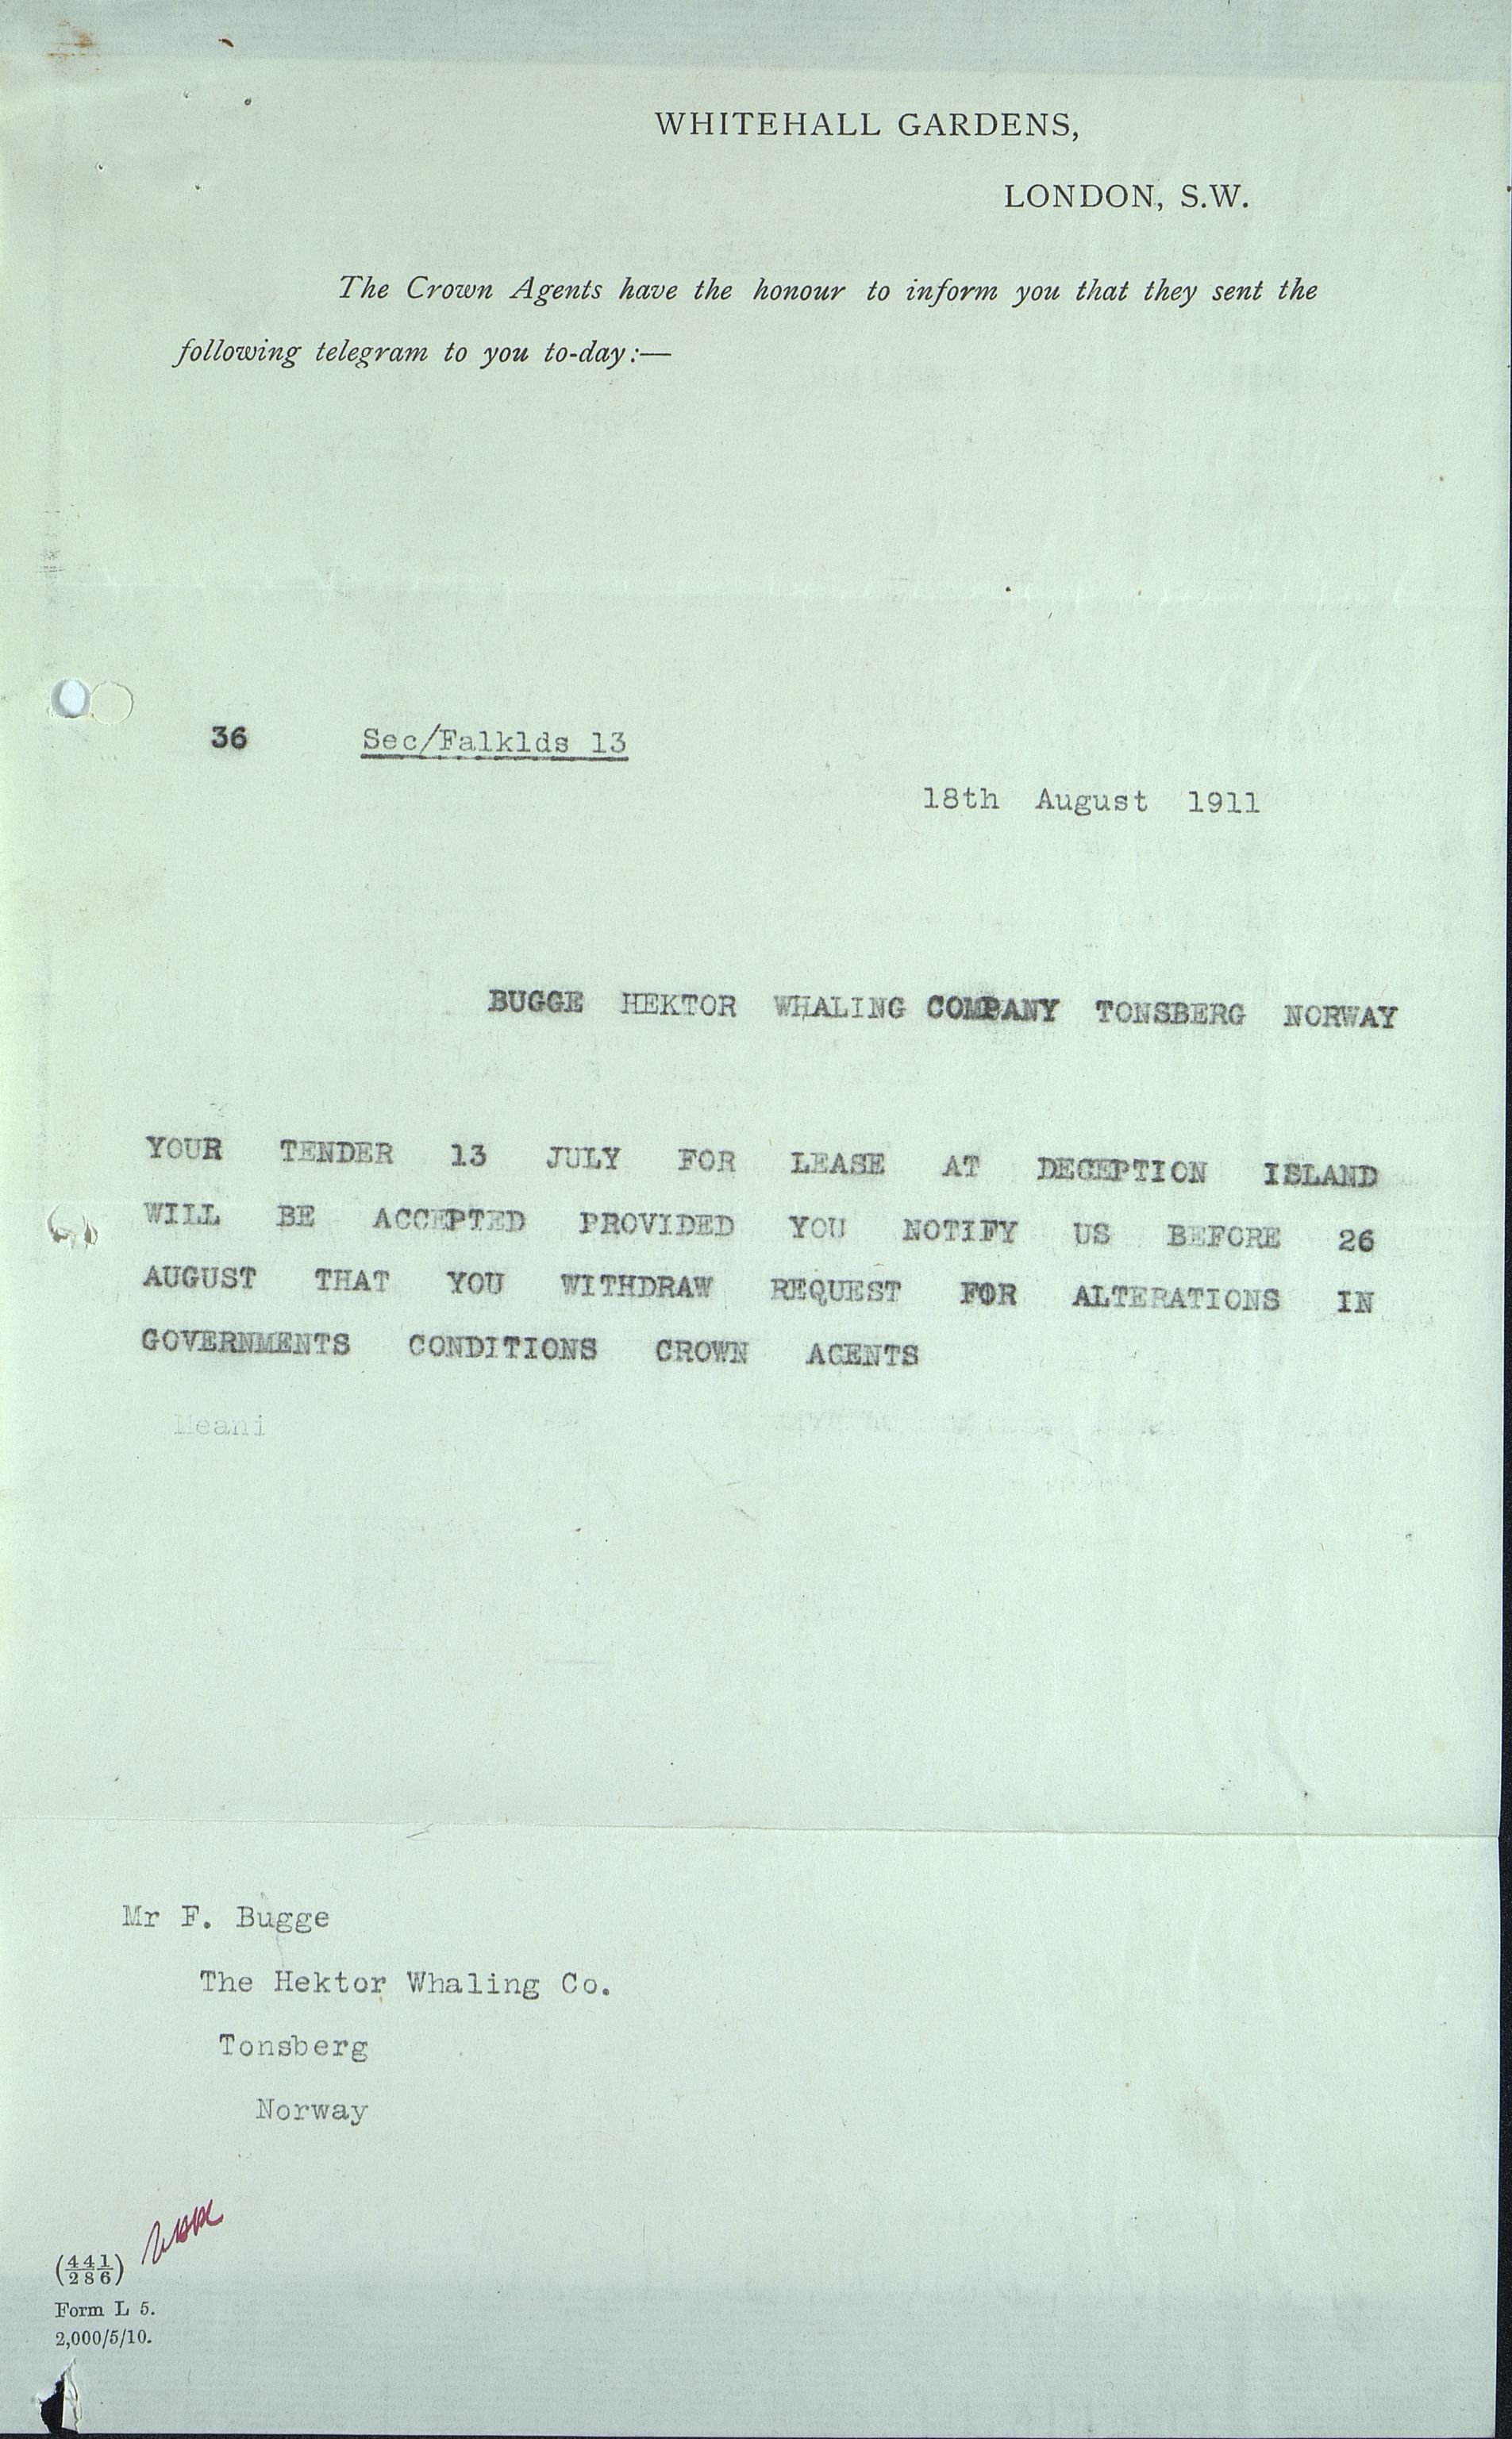 WHITEHALL GARDENS,
LONDON, S.W.
The Crown Agents have the honour to inform you that they sent the
following telegram to you to-day:—
36 Sec/Falklds 13
18th August 1911
BUGGE HEKTOR WHALING COMPANY TONSBERG NORWAY
YOUR TENDER 13 JULY FOR LEASE AT DECEPTION ISLAND
WILL BE ACCEPTED PROVIDED YOU NOTIFY US BEFORE 26
AUGUST THAT YOU WITHDRAW REQUEST FOR ALTERATIONS IN
GOVERNMENTS CONDITIONS CROWN AGENTS
Meani
Mr F. Bugge
The Hektor Whaling Co.
Tonsberg
Norway
(441/286)
Form L 5.
2,000/5/10.